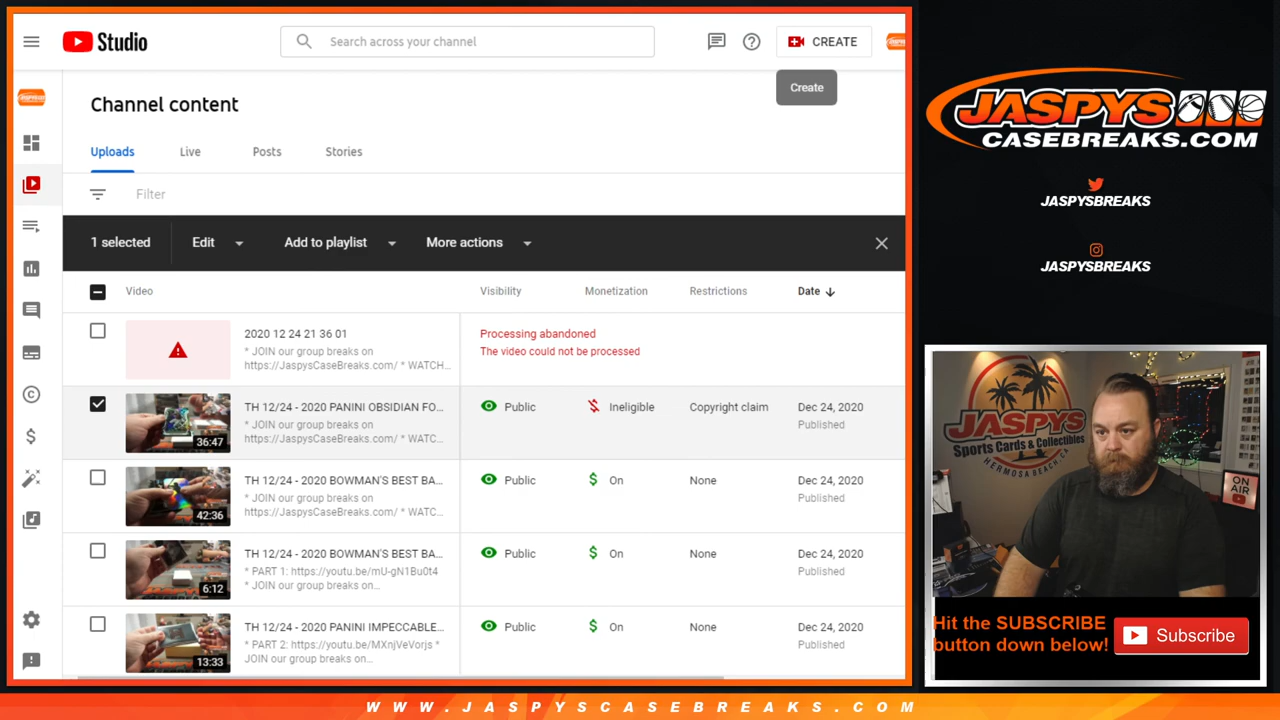 Studio
Search across your channel
CREATE
Create
Channel content
Uploads
Live
Posts
Stories
Filter
1 selected
Edit
Add to playlist
More actions
Video
Visibility
Monetization
Restrictions
Date
2020 12 24 21 36 01
* JOIN our group breaks on
https://JaspysCaseBreaks.com/ * WATCH...
Processing abandoned
The video could not be processed
36:47
TH 12/24 - 2020 PANINI OBSIDIAN FO...
* JOIN our group breaks on
https://JaspysCaseBreaks.com/ * WATC...
Public
Ineligible
Copyright claim
Dec 24, 2020
Published
42:36
TH 12/24 - 2020 BOWMAN'S BEST BA...
* JOIN our group breaks on
https://JaspysCaseBreaks.com/ * WATC...
Public
On
None
Dec 24, 2020
Published
6:12
TH 12/24 - 2020 BOWMAN'S BEST BA...
* PART 1: https://youtu.be/mU-gN1Bu0t4
* JOIN our group breaks on...
Public
On
None
Dec 24, 2020
Published
13:33
TH 12/24 - 2020 PANINI IMPECCABLE...
* PART 2: https://youtu.be/MXnjVeVorjs *
JOIN our group breaks on...
Public
On
None
Dec 24, 2020
Published
JASPYS
CASEBREAKS.COM
JASPYSBREAKS
JASPYSBREAKS
JASPYS
Sports Cards & Collectibles
HERMOSA BEACH, CA
ON
AIR
Hit the SUBSCRIBE
button down below!
Subscribe
WWW.JASPYSCASEBREAKS.COM